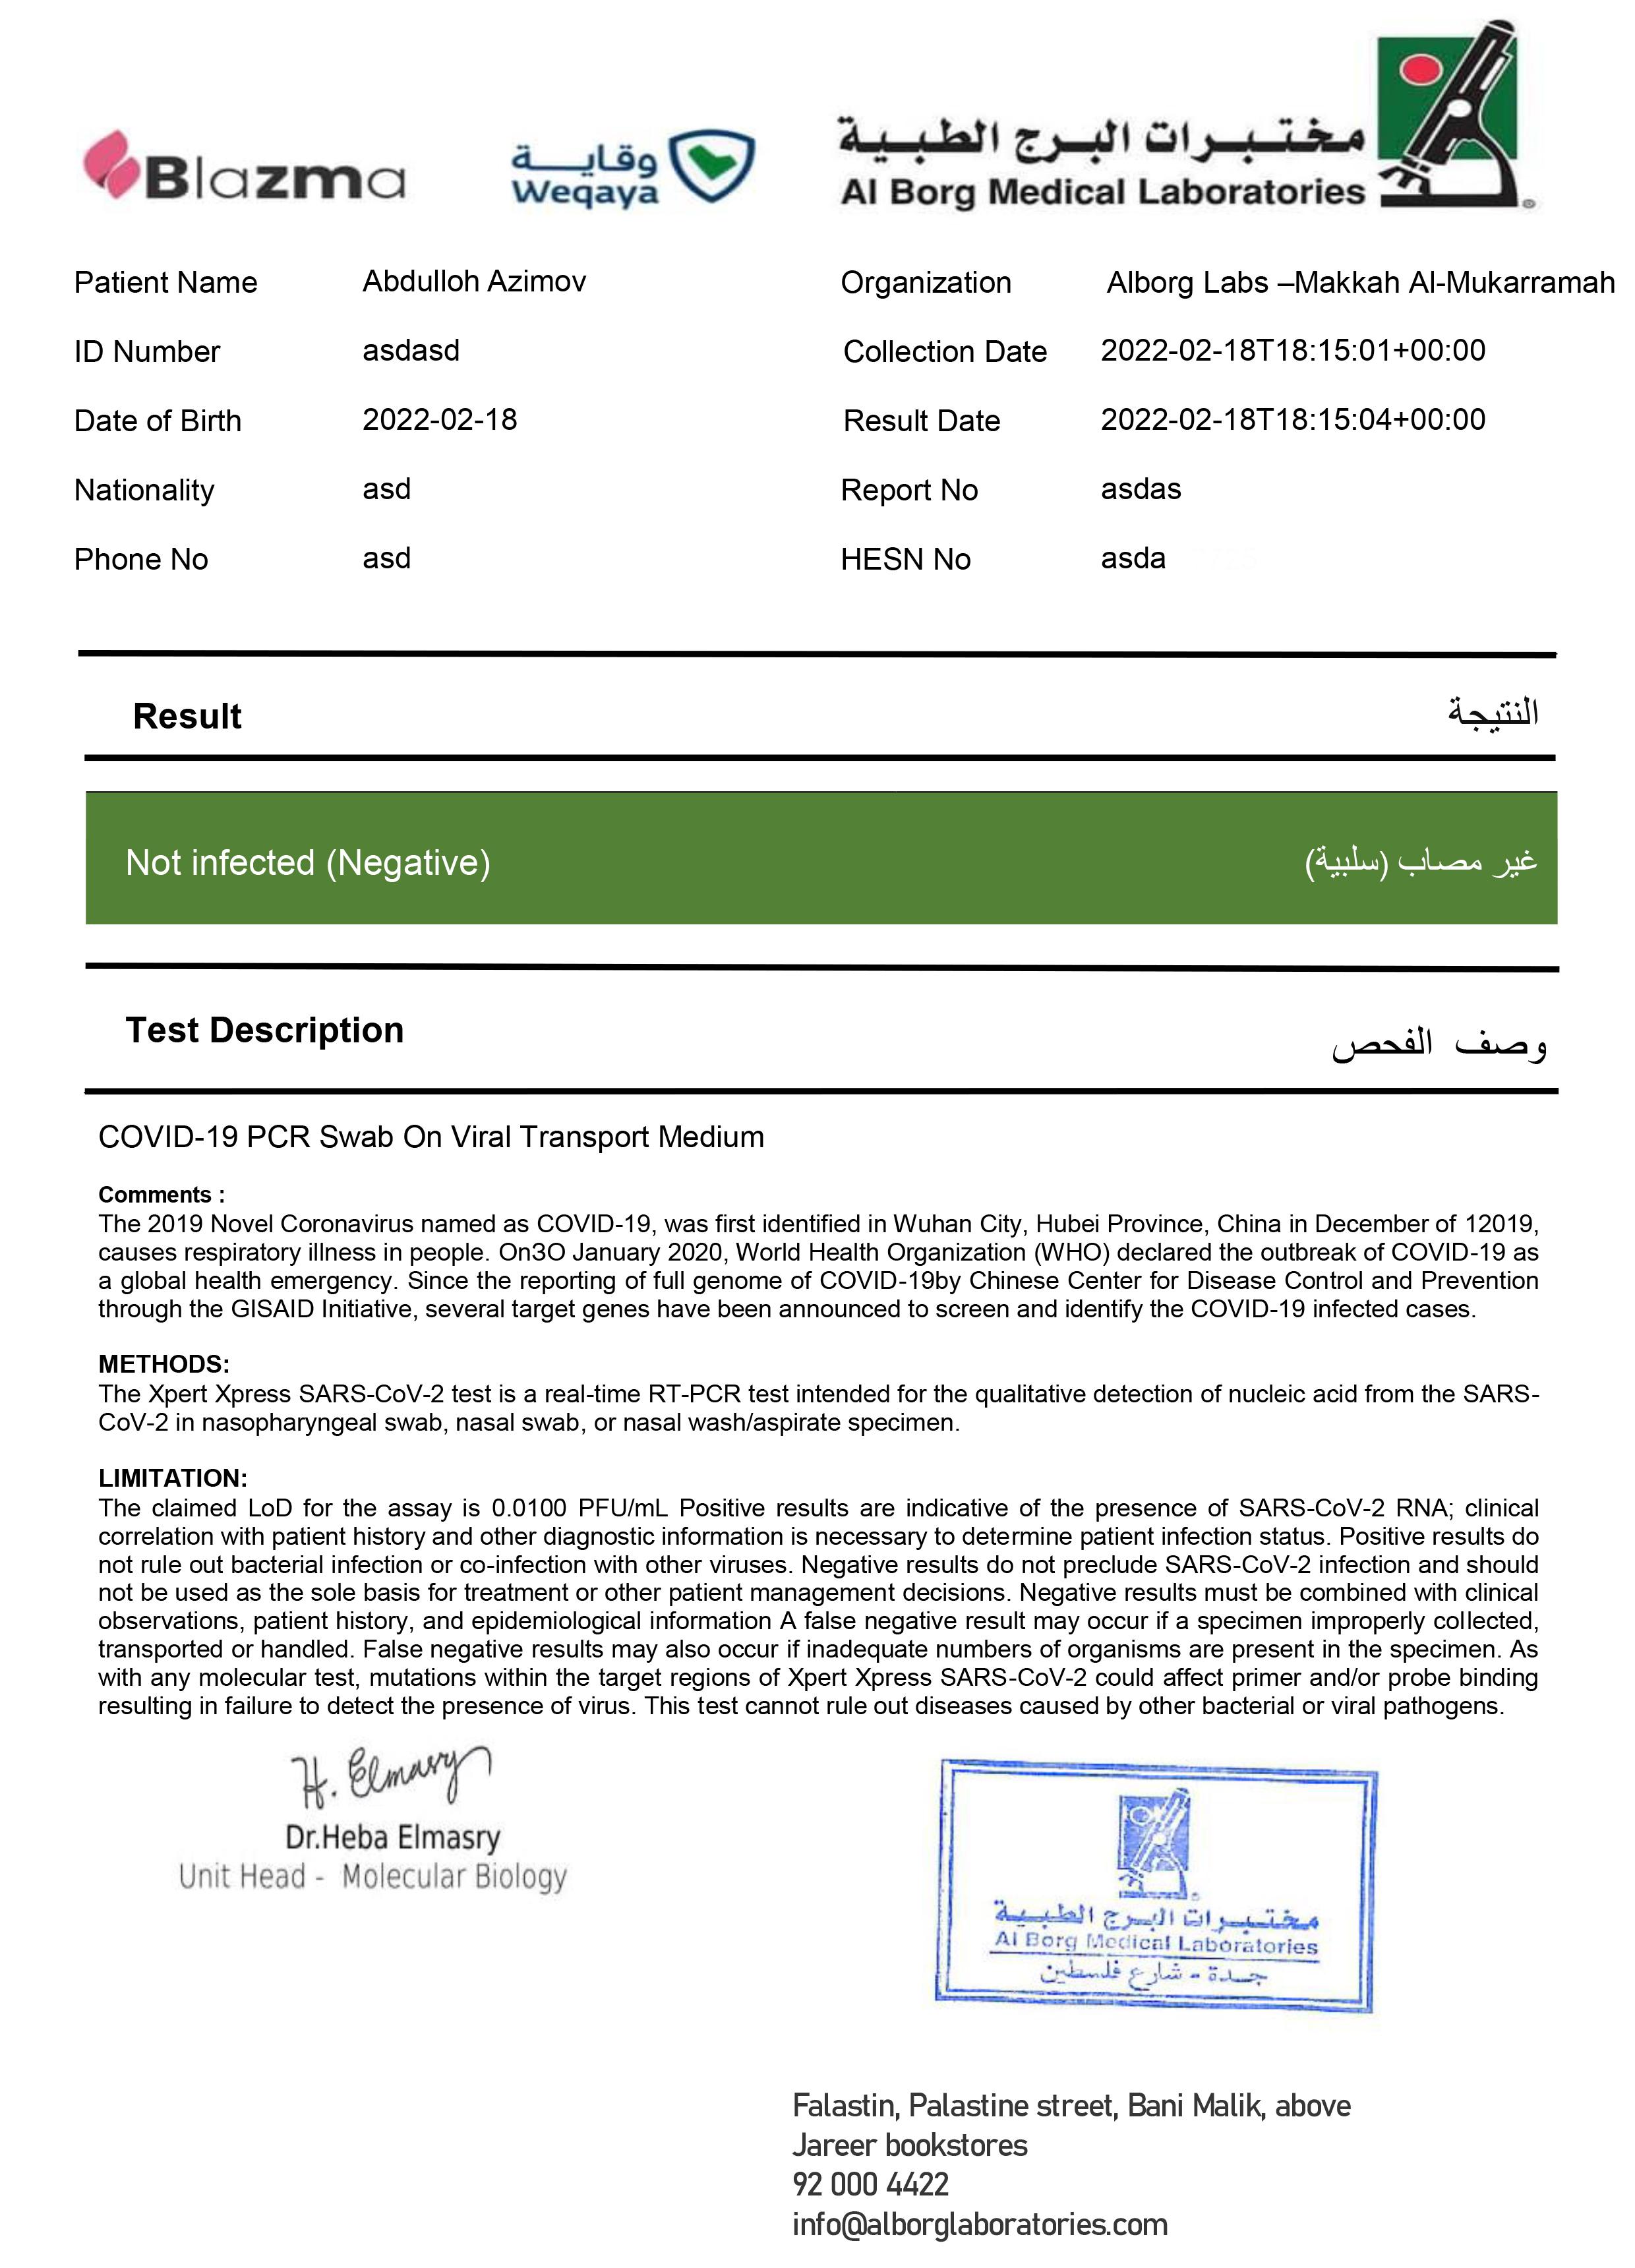 Blazma
وقاية
Weqaya
مختبرات البرج الطبية
Al Borg Medical Laboratories
®
Patient Name Abdulloh Azimov Organization Alborg Labs –Makkah Al-Mukarramah
ID Number asdasd Collection Date 2022-02-18T18:15:01+00:00
Date of Birth 2022-02-18 Result Date 2022-02-18T18:15:04+00:00
Nationality asd Report No asdas
Phone No asd HESN No asda
Result النتيجة
Not infected (Negative) غير مصاب (سلبية)
Test Description وصف الفحص
COVID-19 PCR Swab On Viral Transport Medium
Comments :
The 2019 Novel Coronavirus named as COVID-19, was first identified in Wuhan City, Hubei Province, China in December of 12019,
causes respiratory illness in people. On3O January 2020, World Health Organization (WHO) declared the outbreak of COVID-19 as
a global health emergency. Since the reporting of full genome of COVID-19by Chinese Center for Disease Control and Prevention
through the GISAID Initiative, several target genes have been announced to screen and identify the COVID-19 infected cases.
METHODS:
The Xpert Xpress SARS-CoV-2 test is a real-time RT-PCR test intended for the qualitative detection of nucleic acid from the SARS-
CoV-2 in nasopharyngeal swab, nasal swab, or nasal wash/aspirate specimen.
LIMITATION:
The claimed LoD for the assay is 0.0100 PFU/mL Positive results are indicative of the presence of SARS-CoV-2 RNA; clinical
correlation with patient history and other diagnostic information is necessary to determine patient infection status. Positive results do
not rule out bacterial infection or co-infection with other viruses. Negative results do not preclude SARS-CoV-2 infection and should
not be used as the sole basis for treatment or other patient management decisions. Negative results must be combined with clinical
observations, patient history, and epidemiological information A false negative result may occur if a specimen improperly collected,
transported or handled. False negative results may also occur if inadequate numbers of organisms are present in the specimen. As
with any molecular test, mutations within the target regions of Xpert Xpress SARS-CoV-2 could affect primer and/or probe binding
resulting in failure to detect the presence of virus. This test cannot rule out diseases caused by other bacterial or viral pathogens.
H. Elmasry
Dr.Heba Elmasry
Unit Head - Molecular Biology
مختبرات البرج الطبية
Al Borg Medical Laboratories
جدة - شارع فلسطين
Falastin, Palastine street, Bani Malik, above
Jareer bookstores
92 000 4422
info@alborglaboratories.com